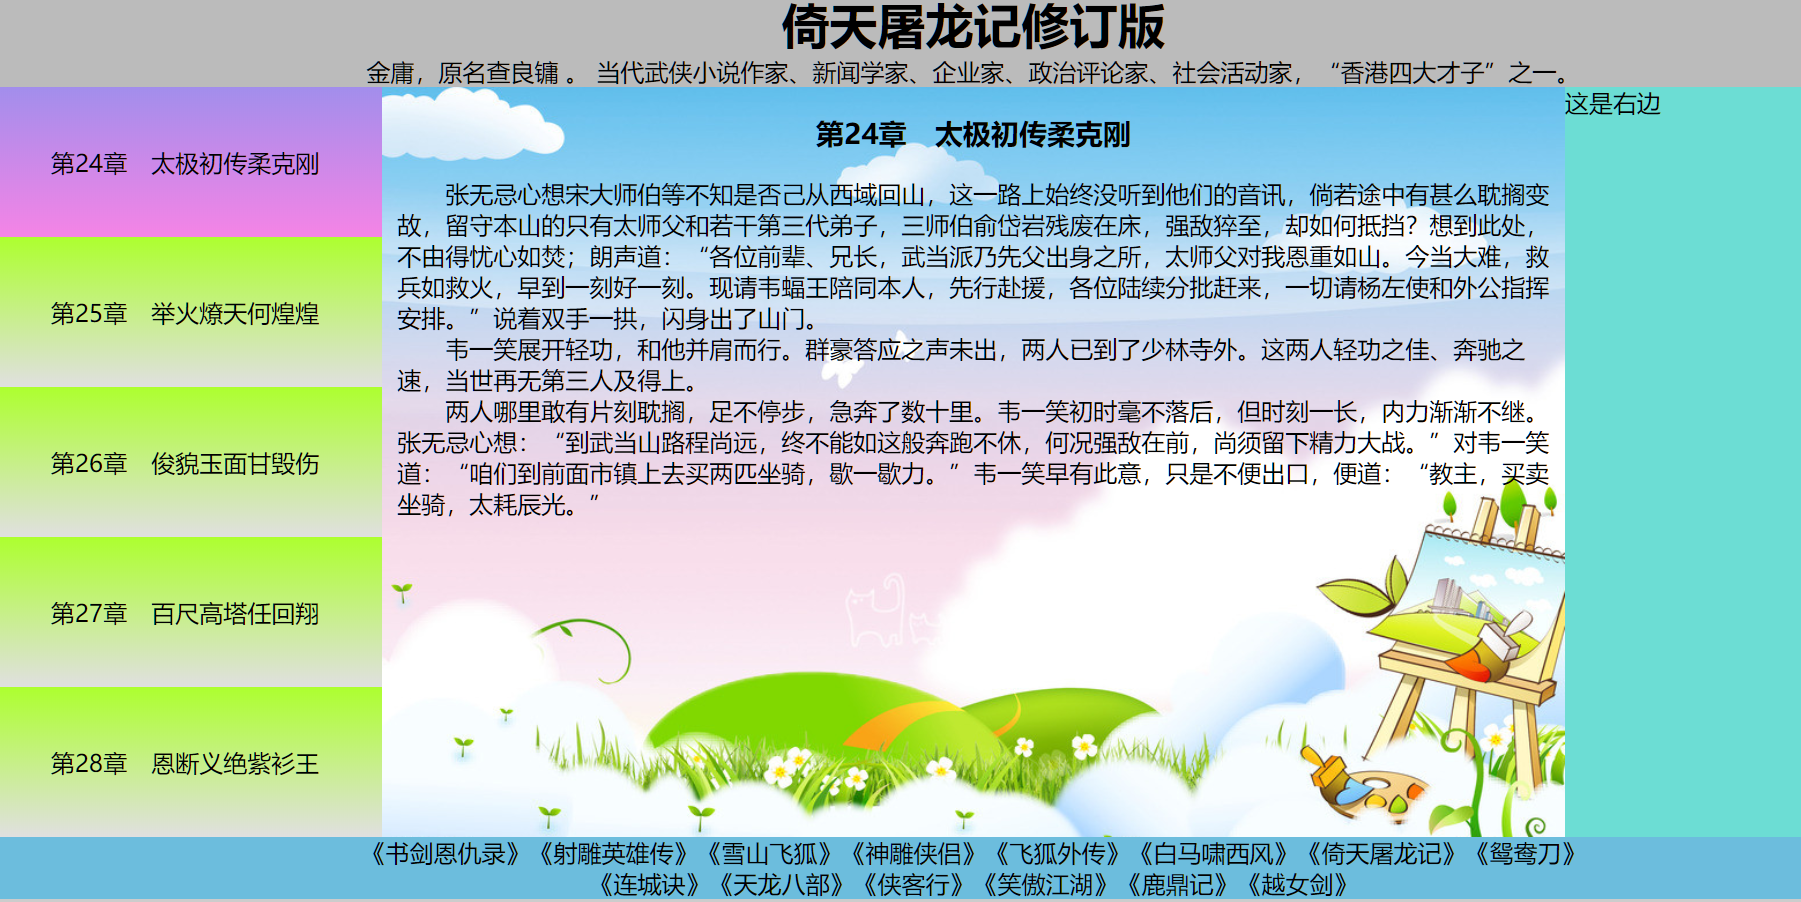 倚天屠龙记修订版
金庸，原名查良镛 。 当代武侠小说作家、新闻学家、企业家、政治评论家、社会活动家，“香港四大才子”之一。
第24章　太极初传柔克刚
第25章　举火燎天何煌煌
第26章　俊貌玉面甘毁伤
第27章　百尺高塔任回翔
第28章　恩断义绝紫衫王
第24章　太极初传柔克刚
张无忌心想宋大师伯等不知是否己从西域回山，这一路上始终没听到他们的音讯，倘若途中有甚么耽搁变
故，留守本山的只有太师父和若干第三代弟子，三师伯俞岱岩残废在床，强敌猝至，却如何抵挡？想到此处，
不由得忧心如焚；朗声道：“各位前辈、兄长，武当派乃先父出身之所，太师父对我恩重如山。今当大难，救
兵如救火，早到一刻好一刻。现请韦蝠王陪同本人，先行赴援，各位陆续分批赶来，一切请杨左使和外公指挥
安排。”说着双手一拱，闪身出了山门。
韦一笑展开轻功，和他并肩而行。群豪答应之声未出，两人已到了少林寺外。这两人轻功之佳、奔驰之
速，当世再无第三人及得上。
两人哪里敢有片刻耽搁，足不停步，急奔了数十里。韦一笑初时毫不落后，但时刻一长，内力渐渐不继。
张无忌心想：“到武当山路程尚远，终不能如这般奔跑不休，何况强敌在前，尚须留下精力大战。”对韦一笑
道：“咱们到前面市镇上去买两匹坐骑，歇一歇力。”韦一笑早有此意，只是不便出口，便道：“教主，买卖
坐骑，太耗辰光。”
这是右边
《书剑恩仇录》《射雕英雄传》《雪山飞狐》《神雕侠侣》《飞狐外传》《白马啸西风》《倚天屠龙记》《鸳鸯刀》
《连城诀》《天龙八部》《侠客行》《笑傲江湖》《鹿鼎记》《越女剑》